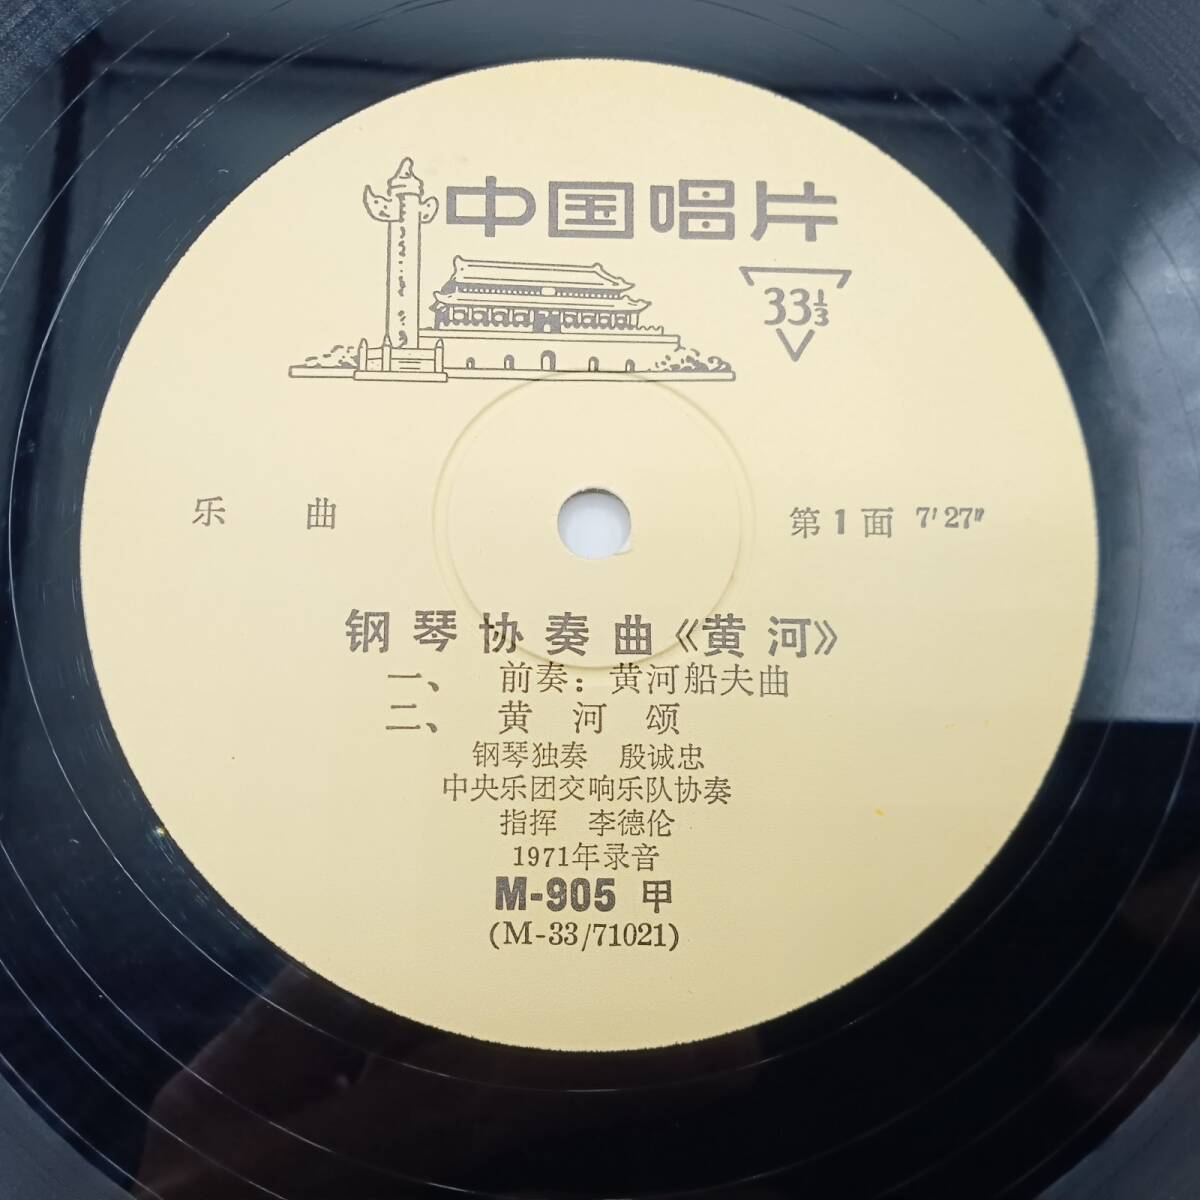 中国唱片
33⅓
乐 曲
第1面 7′27″
钢琴协奏曲《黄河》
一、 前奏：黄河船夫曲
二、 黄河颂
钢琴独奏 殷诚忠
中央乐团交响乐队协奏
指挥 李德伦
1971年录音
M-905 甲
(M-33/71021)